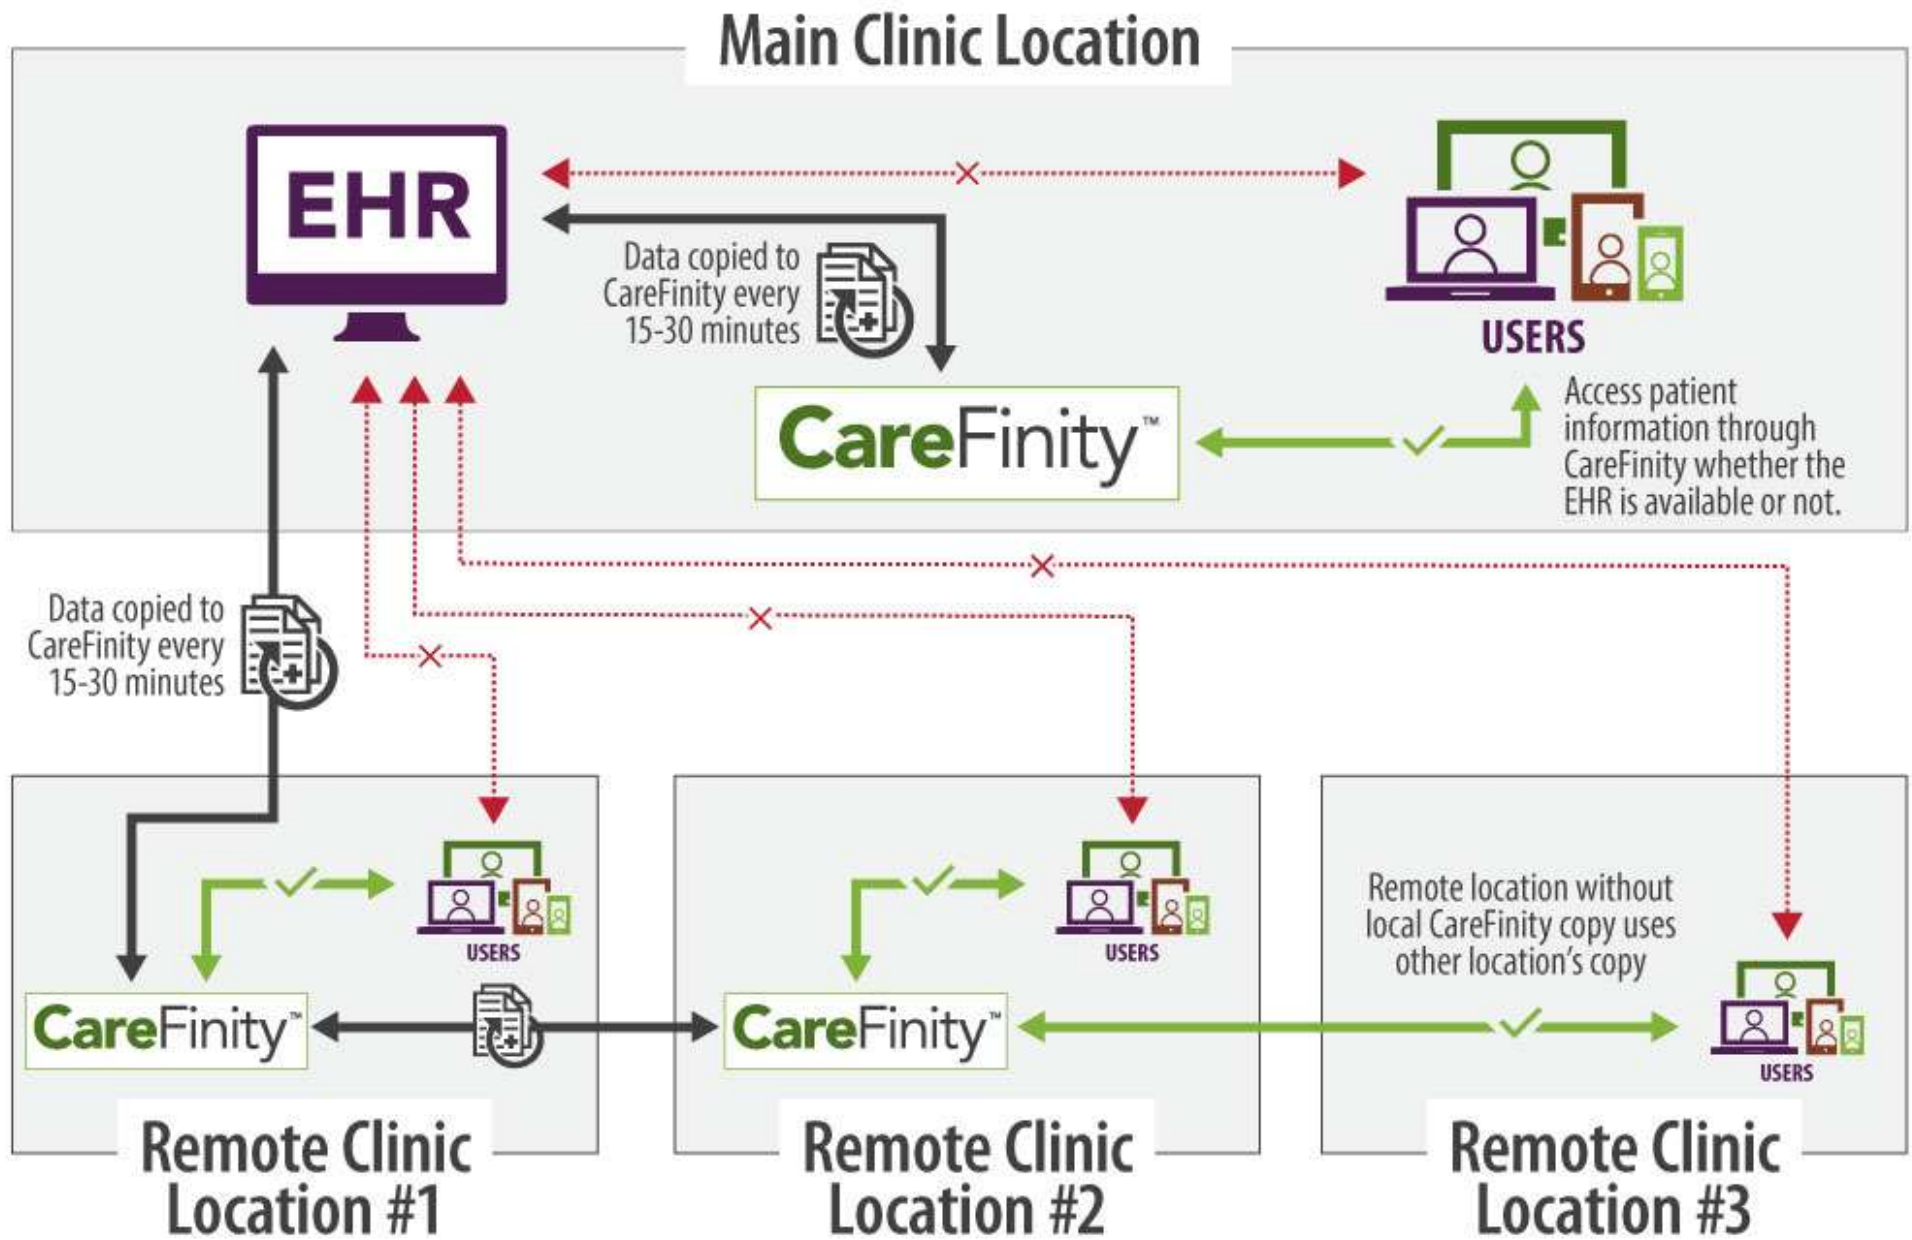 Main Clinic Location
EHR
Data copied to
CareFinity every
15-30 minutes
USERS
CareFinity™
Access patient
information through
CareFinity whether the
EHR is available or not.
Data copied to
CareFinity every
15-30 minutes
USERS
CareFinity™
Remote Clinic
Location #1
USERS
CareFinity™
Remote Clinic
Location #2
Remote location without
local CareFinity copy uses
other location's copy
USERS
Remote Clinic
Location #3